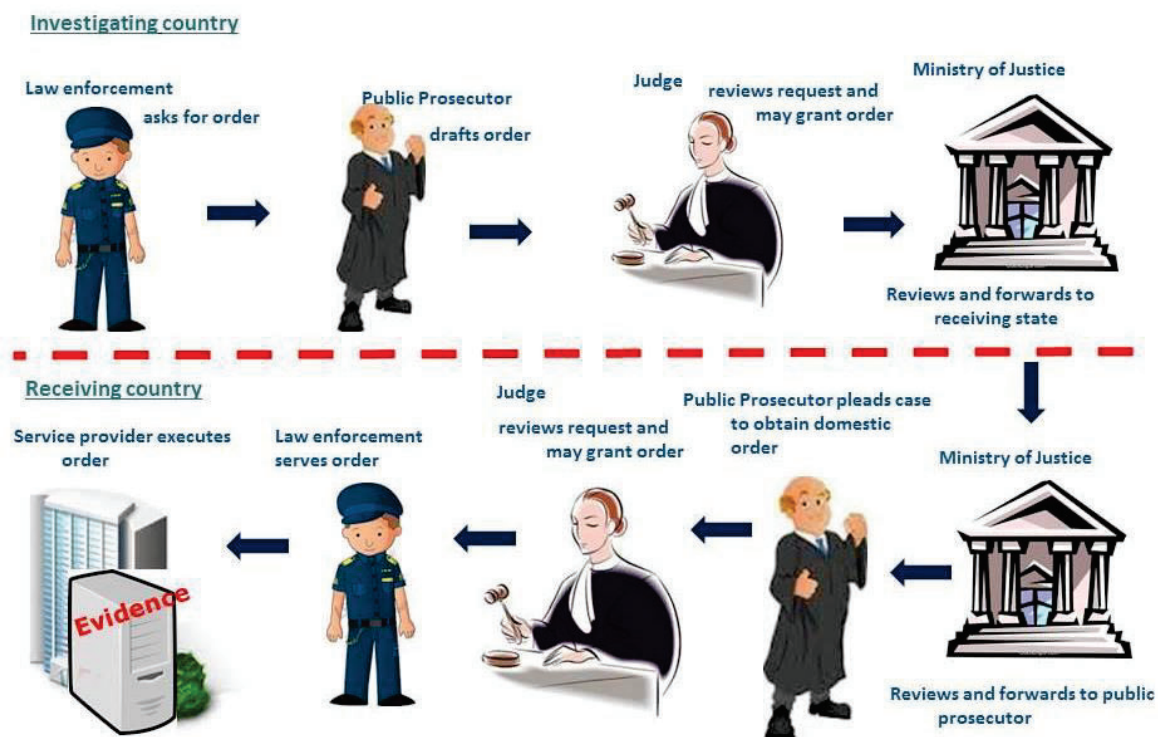 Investigating country
Law enforcement
asks for order
Public Prosecutor
drafts order
Judge
reviews request and
may grant order
Ministry of Justice
Reviews and forwards to
receiving state
Receiving country
Service provider executes
order
Law enforcement
serves order
Judge
reviews request and
may grant order
Public Prosecutor pleads case
to obtain domestic
order
Ministry of Justice
Reviews and forwards to public
prosecutor
Evidence